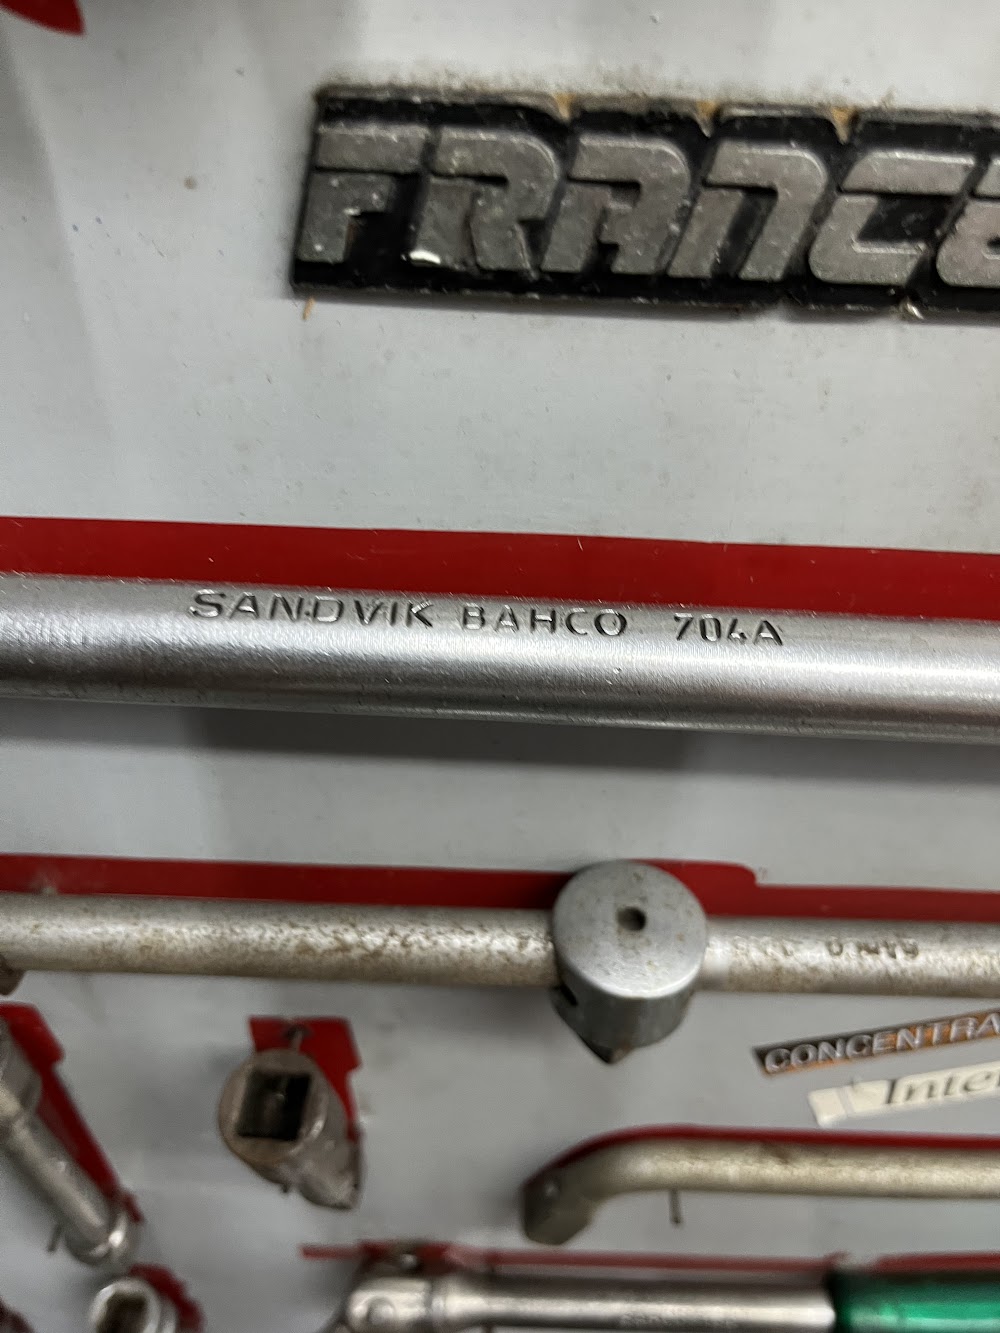 FRANCE
SANDVIK BAHCO 704A
CONCENTRA
Inte